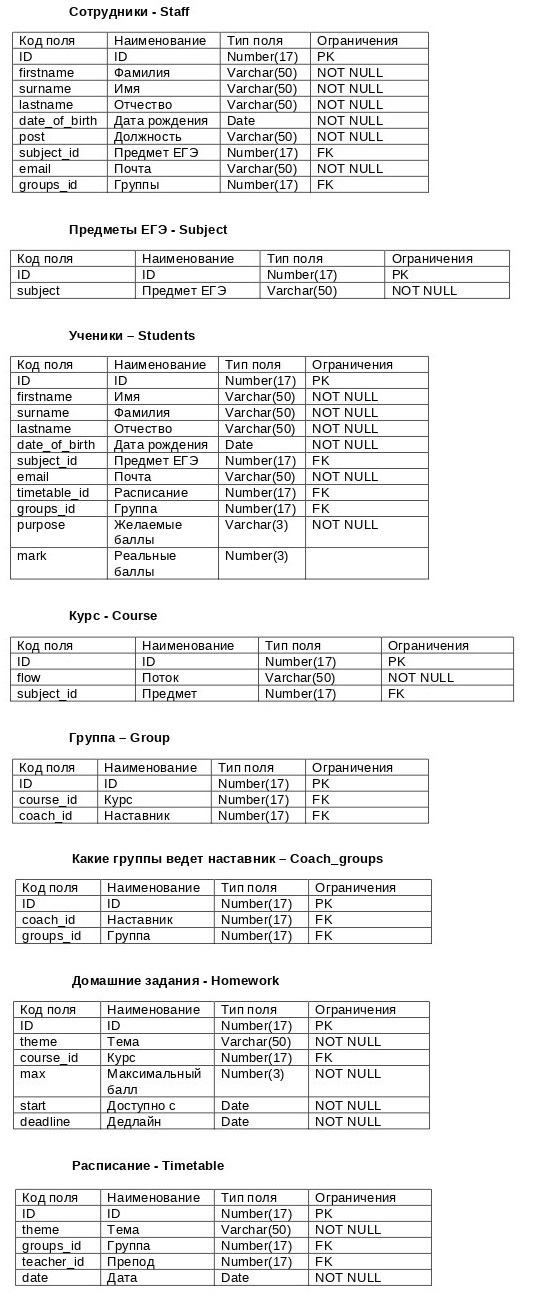 Сотрудники - Staff
Код поля Наименование Тип поля Ограничения
ID ID Number(17) PK
firstname Фамилия Varchar(50) NOT NULL
surname Имя Varchar(50) NOT NULL
lastname Отчество Varchar(50) NOT NULL
date_of_birth Дата рождения Date NOT NULL
post Должность Varchar(50) NOT NULL
subject_id Предмет ЕГЭ Number(17) FK
email Почта Varchar(50) NOT NULL
groups_id Группы Number(17) FK
Предметы ЕГЭ - Subject
Код поля Наименование Тип поля Ограничения
ID ID Number(17) PK
subject Предмет ЕГЭ Varchar(50) NOT NULL
Ученики – Students
Код поля Наименование Тип поля Ограничения
ID ID Number(17) PK
firstname Имя Varchar(50) NOT NULL
surname Фамилия Varchar(50) NOT NULL
lastname Отчество Varchar(50) NOT NULL
date_of_birth Дата рождения Date NOT NULL
subject_id Предмет ЕГЭ Number(17) FK
email Почта Varchar(50) NOT NULL
timetable_id Расписание Number(17) FK
groups_id Группа Number(17) FK
purpose Желаемые Varchar(3) NOT NULL
баллы
mark Реальные Number(3)
баллы
Курс - Course
Код поля Наименование Тип поля Ограничения
ID ID Number(17) PK
flow Поток Varchar(50) NOT NULL
subject_id Предмет Number(17) FK
Группа – Group
Код поля Наименование Тип поля Ограничения
ID ID Number(17) PK
course_id Курс Number(17) FK
coach_id Наставник Number(17) FK
Какие группы ведет наставник – Coach_groups
Код поля Наименование Тип поля Ограничения
ID ID Number(17) PK
coach_id Наставник Number(17) FK
groups_id Группа Number(17) FK
Домашние задания - Homework
Код поля Наименование Тип поля Ограничения
ID ID Number(17) PK
theme Тема Varchar(50) NOT NULL
course_id Курс Number(17) FK
max Максимальный Number(3) NOT NULL
балл
start Доступно с Date NOT NULL
deadline Дедлайн Date NOT NULL
Расписание - Timetable
Код поля Наименование Тип поля Ограничения
ID ID Number(17) PK
theme Тема Varchar(50) NOT NULL
groups_id Группа Number(17) FK
teacher_id Препод Number(17) FK
date Дата Date NOT NULL